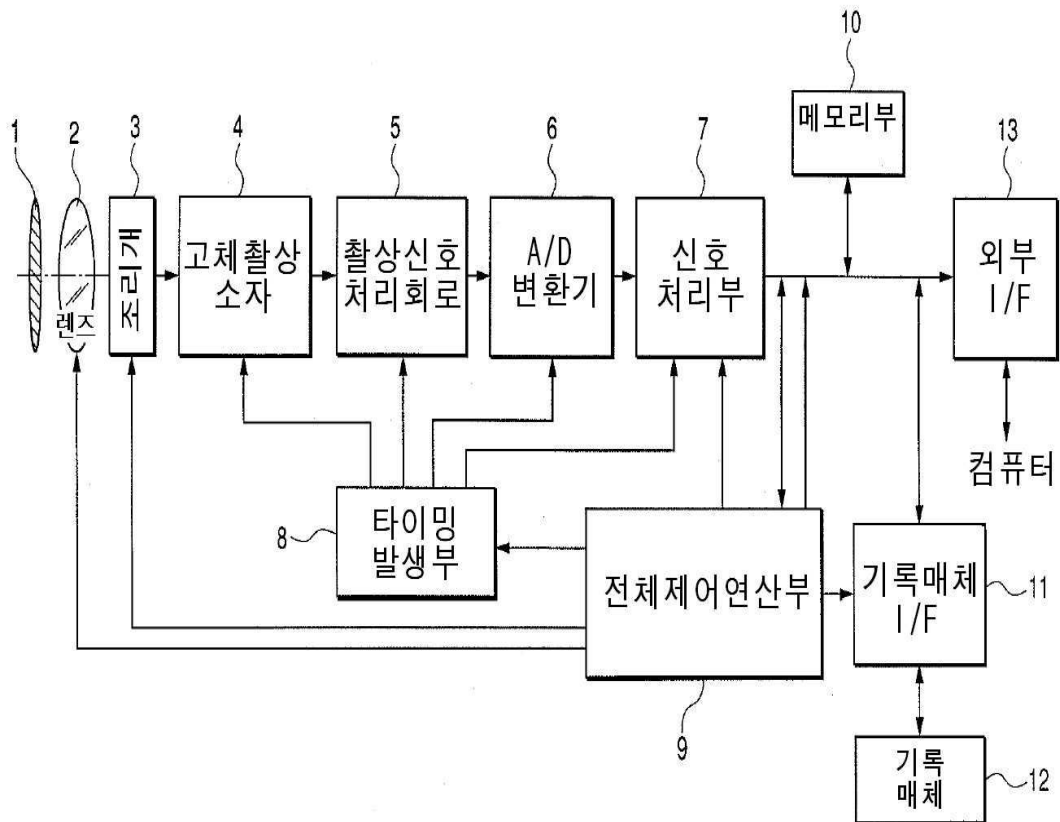 10
메모리부
1
2
3
4
5
6
7
13
렌즈
조리개
고체촬상
소자
촬상신호
처리회로
A/D
변환기
신호
처리부
외부
I/F
컴퓨터
8
타이밍
발생부
전체제어연산부
9
기록매체
I/F
11
기록
매체
12